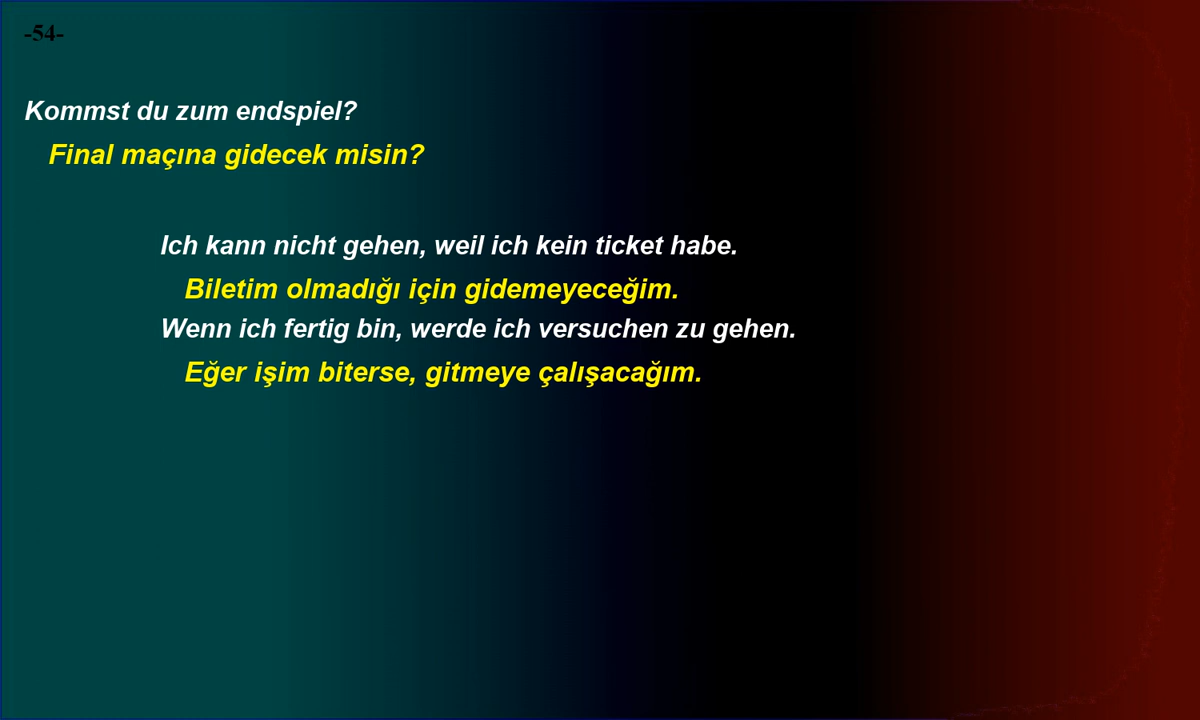 -54-
Kommst du zum endspiel?
Final maçına gidecek misin?
Ich kann nicht gehen, weil ich kein ticket habe.
Biletim olmadığı için gidemeyeceğim.
Wenn ich fertig bin, werde ich versuchen zu gehen.
Eğer işim biterse, gitmeye çalışacağım.